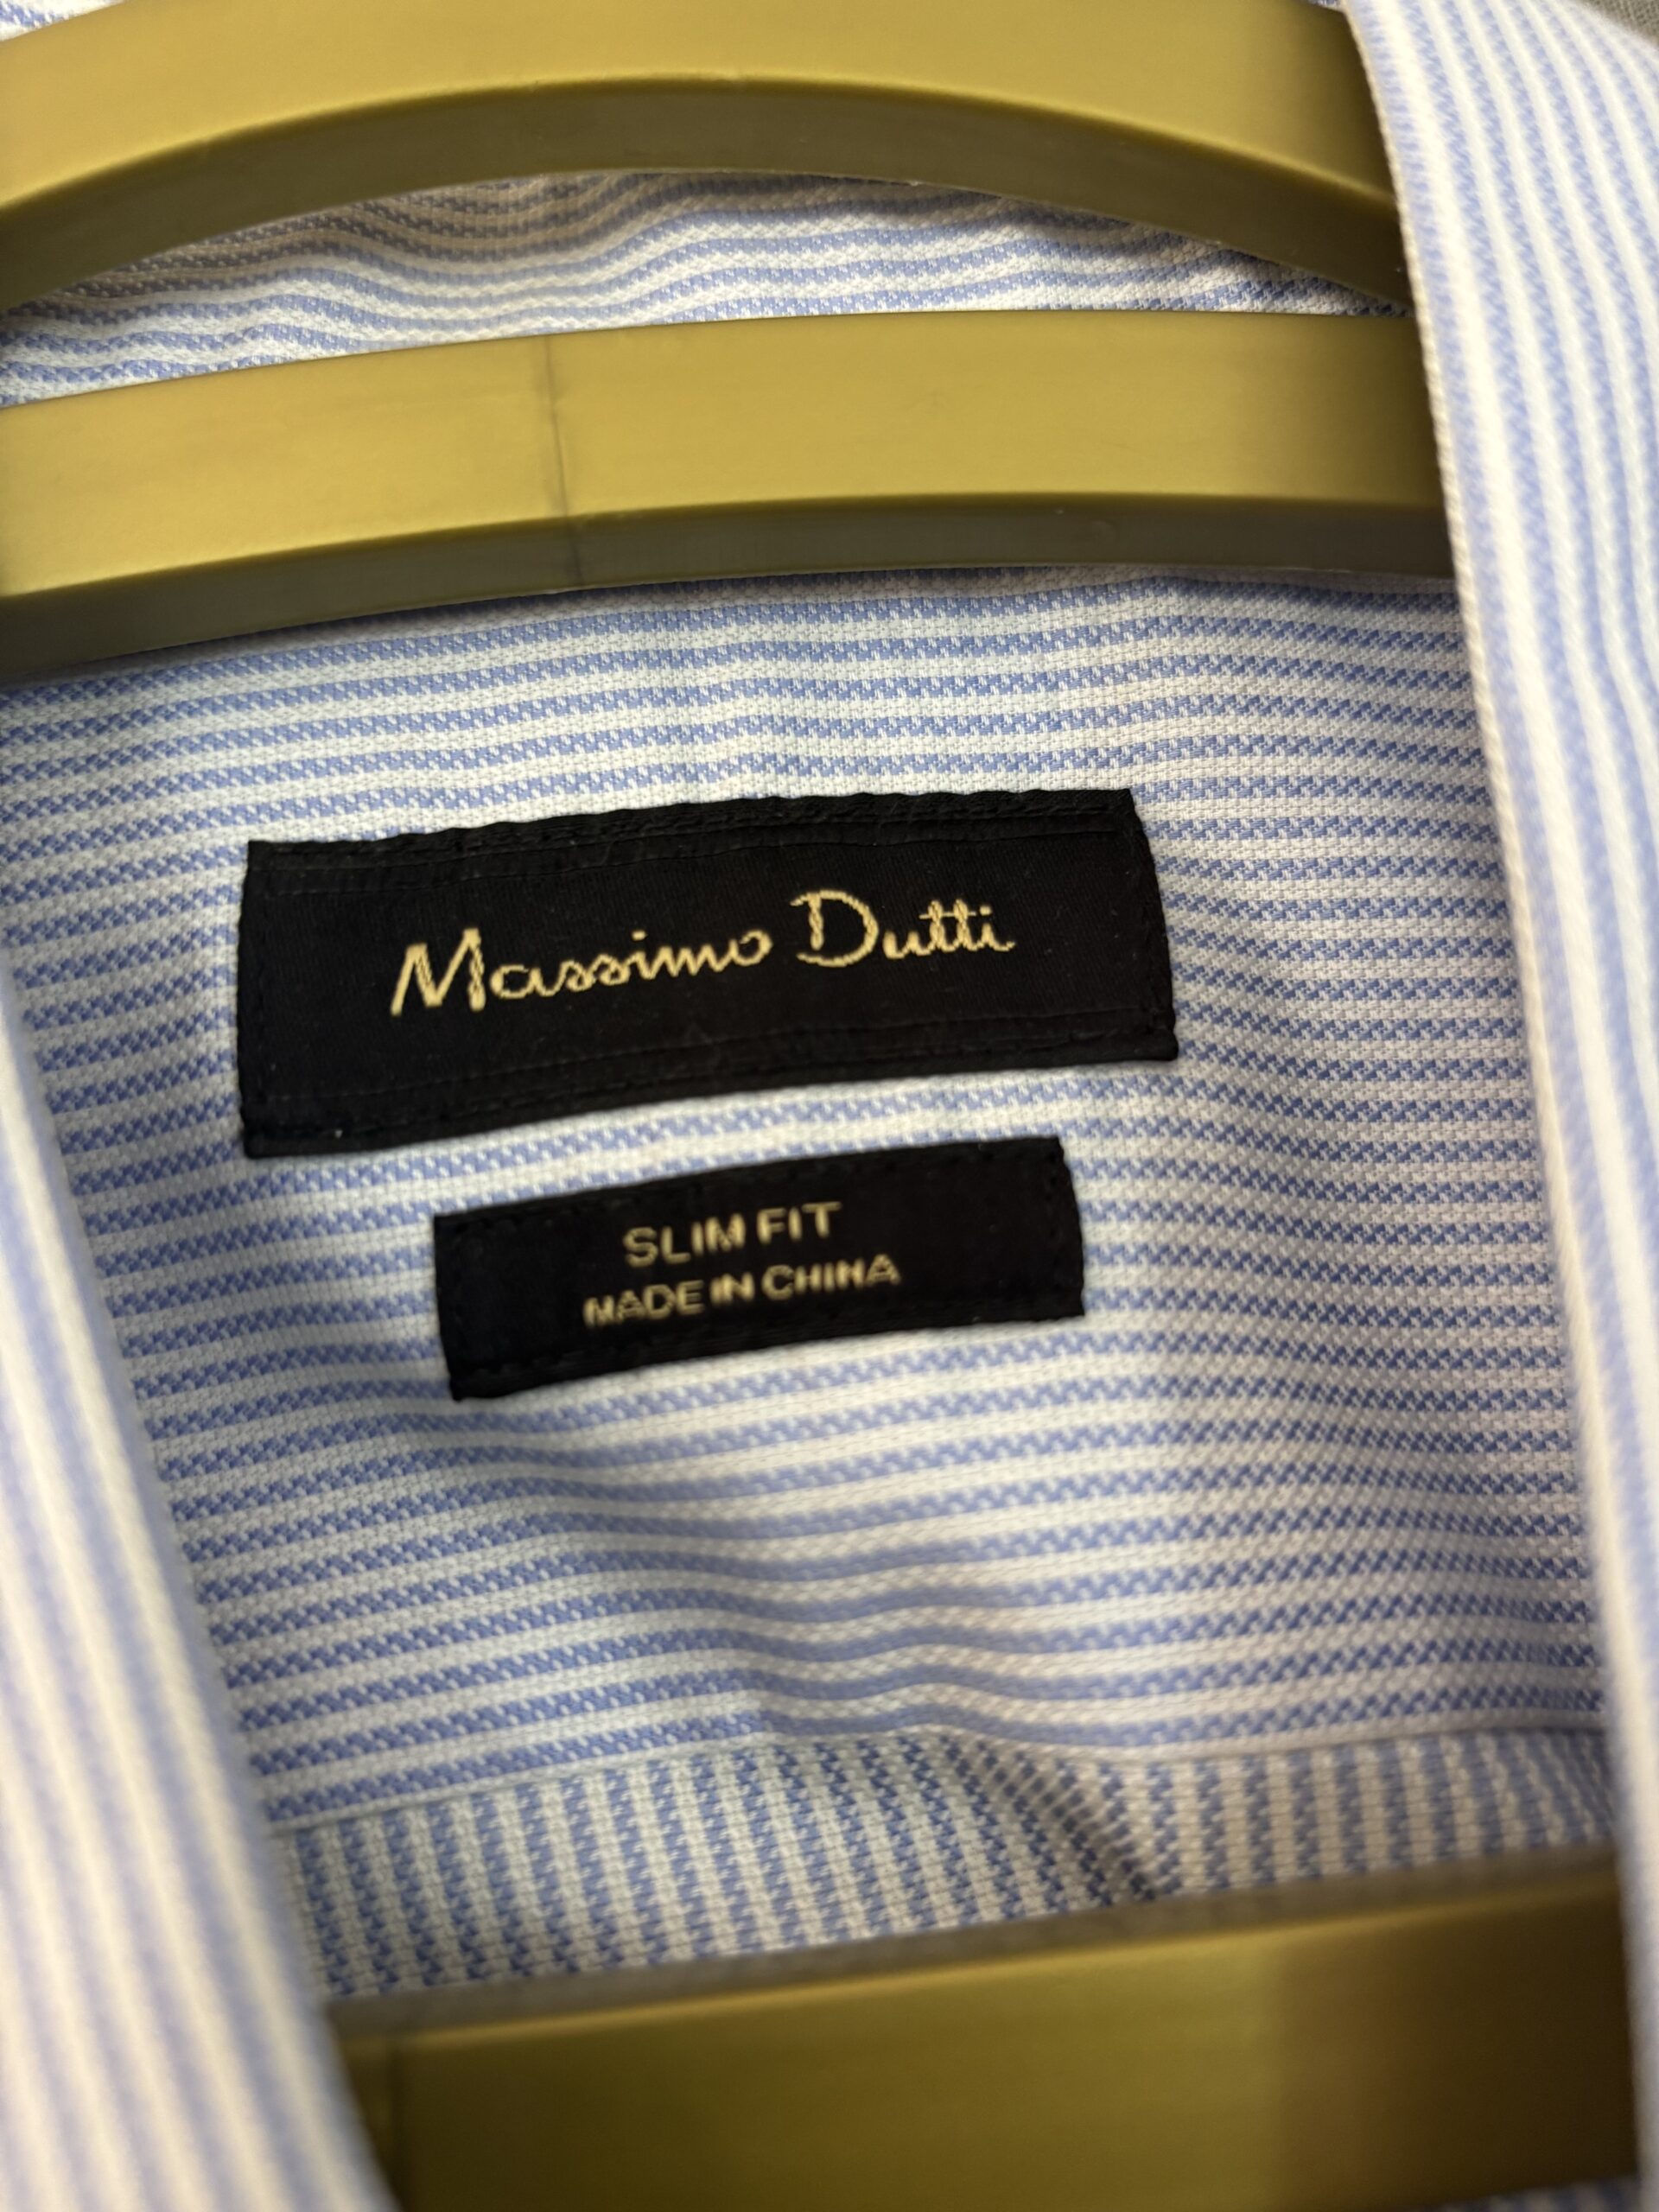 Massimo Dutti
SLIM FIT
MADE IN CHINA